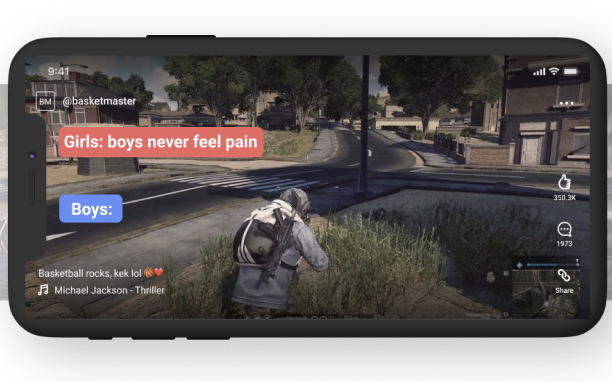 9:41
BM @basketmaster
Girls: boys never feel pain
Boys:
350.3K
1973
Basketball rocks, kek lol 🏀❤️
Michael Jackson - Thriller
Share